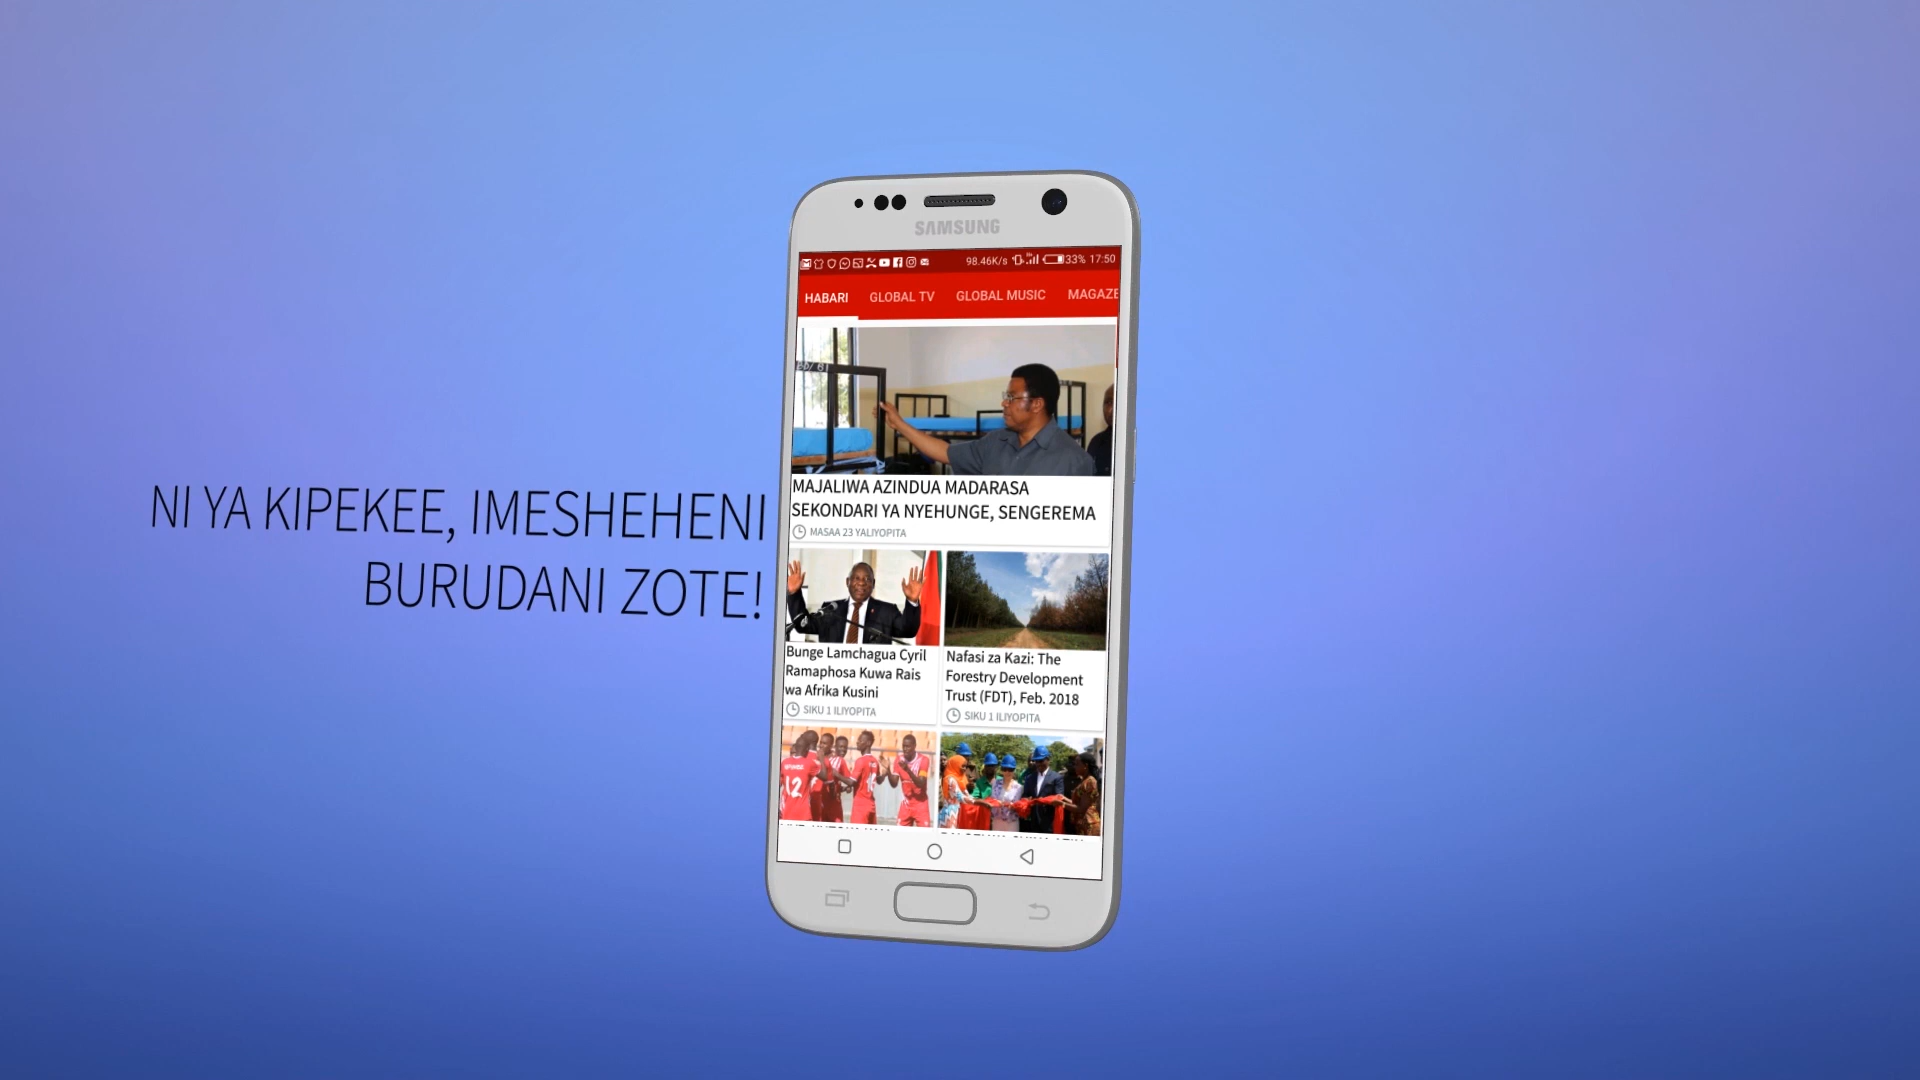 NI YA KIPEKEE, IMESHEHENI
BURUDANI ZOTE!
SAMSUNG
98.46K/s 33% 17:50
HABARI GLOBAL TV GLOBAL MUSIC MAGAZE
MAJALIWA AZINDUA MADARASA
SEKONDARI YA NYEHUNGE, SENGEREMA
MASAA 23 YALIYOPITA
Bunge Lamchagua Cyril
Ramaphosa Kuwa Rais
wa Afrika Kusini
SIKU 1 ILIYOPITA
Nafasi za Kazi: The
Forestry Development
Trust (FDT), Feb. 2018
SIKU 1 ILIYOPITA
12